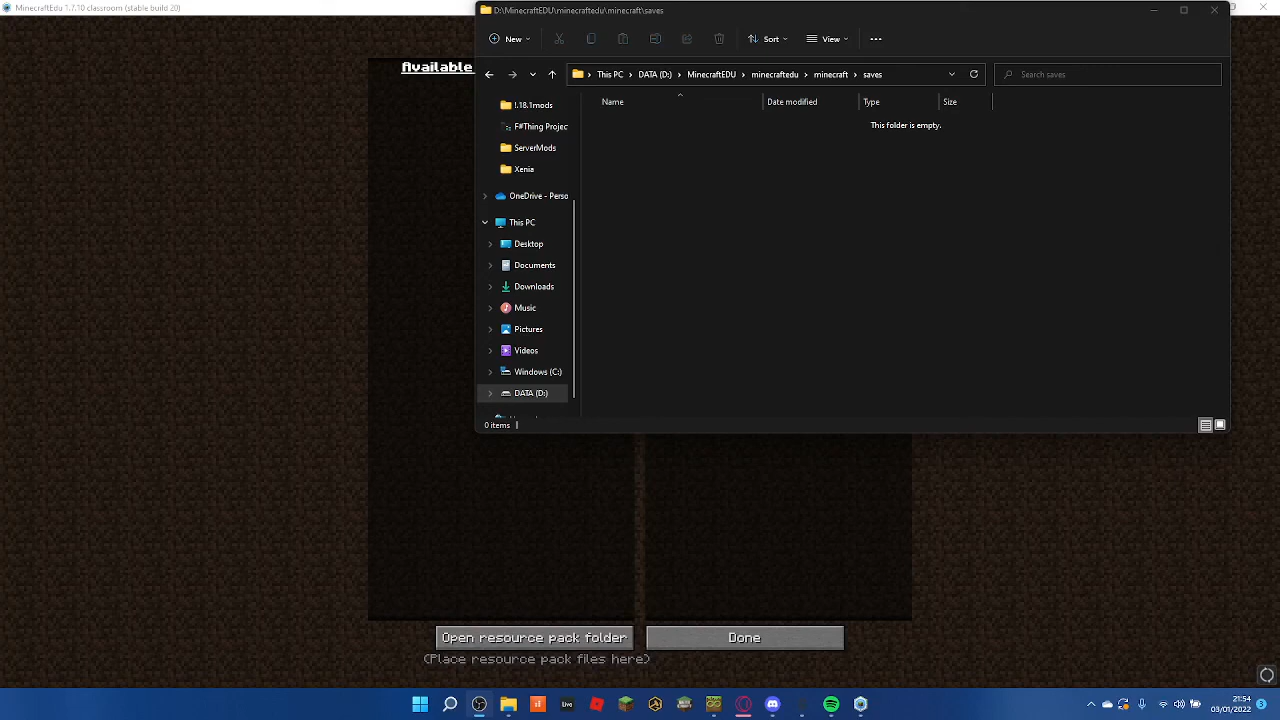 MinecraftEdu 1.7.10 classroom (stable build 20)
D:\MinecraftEDU\minecraftedu\minecraft\saves
New
Sort
View
This PC
DATA (D:)
MinecraftEDU
minecraftedu
minecraft
saves
Search saves
Available
!.18.1mods
F#Thing Projec
ServerMods
Xenia
OneDrive - Perso
This PC
Desktop
Documents
Downloads
Music
Pictures
Videos
Windows (C:)
DATA (D:)
Name
Date modified
Type
Size
This folder is empty.
0 items
Open resource pack folder
Done
(Place resource pack files here)
21:54
03/01/2022
3